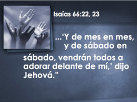 Isaías 66:22, 23
..."Y de mes en mes,
y de sábado en
sábado, vendrán todos a
adorar delante de mí," dijo
Jehová."